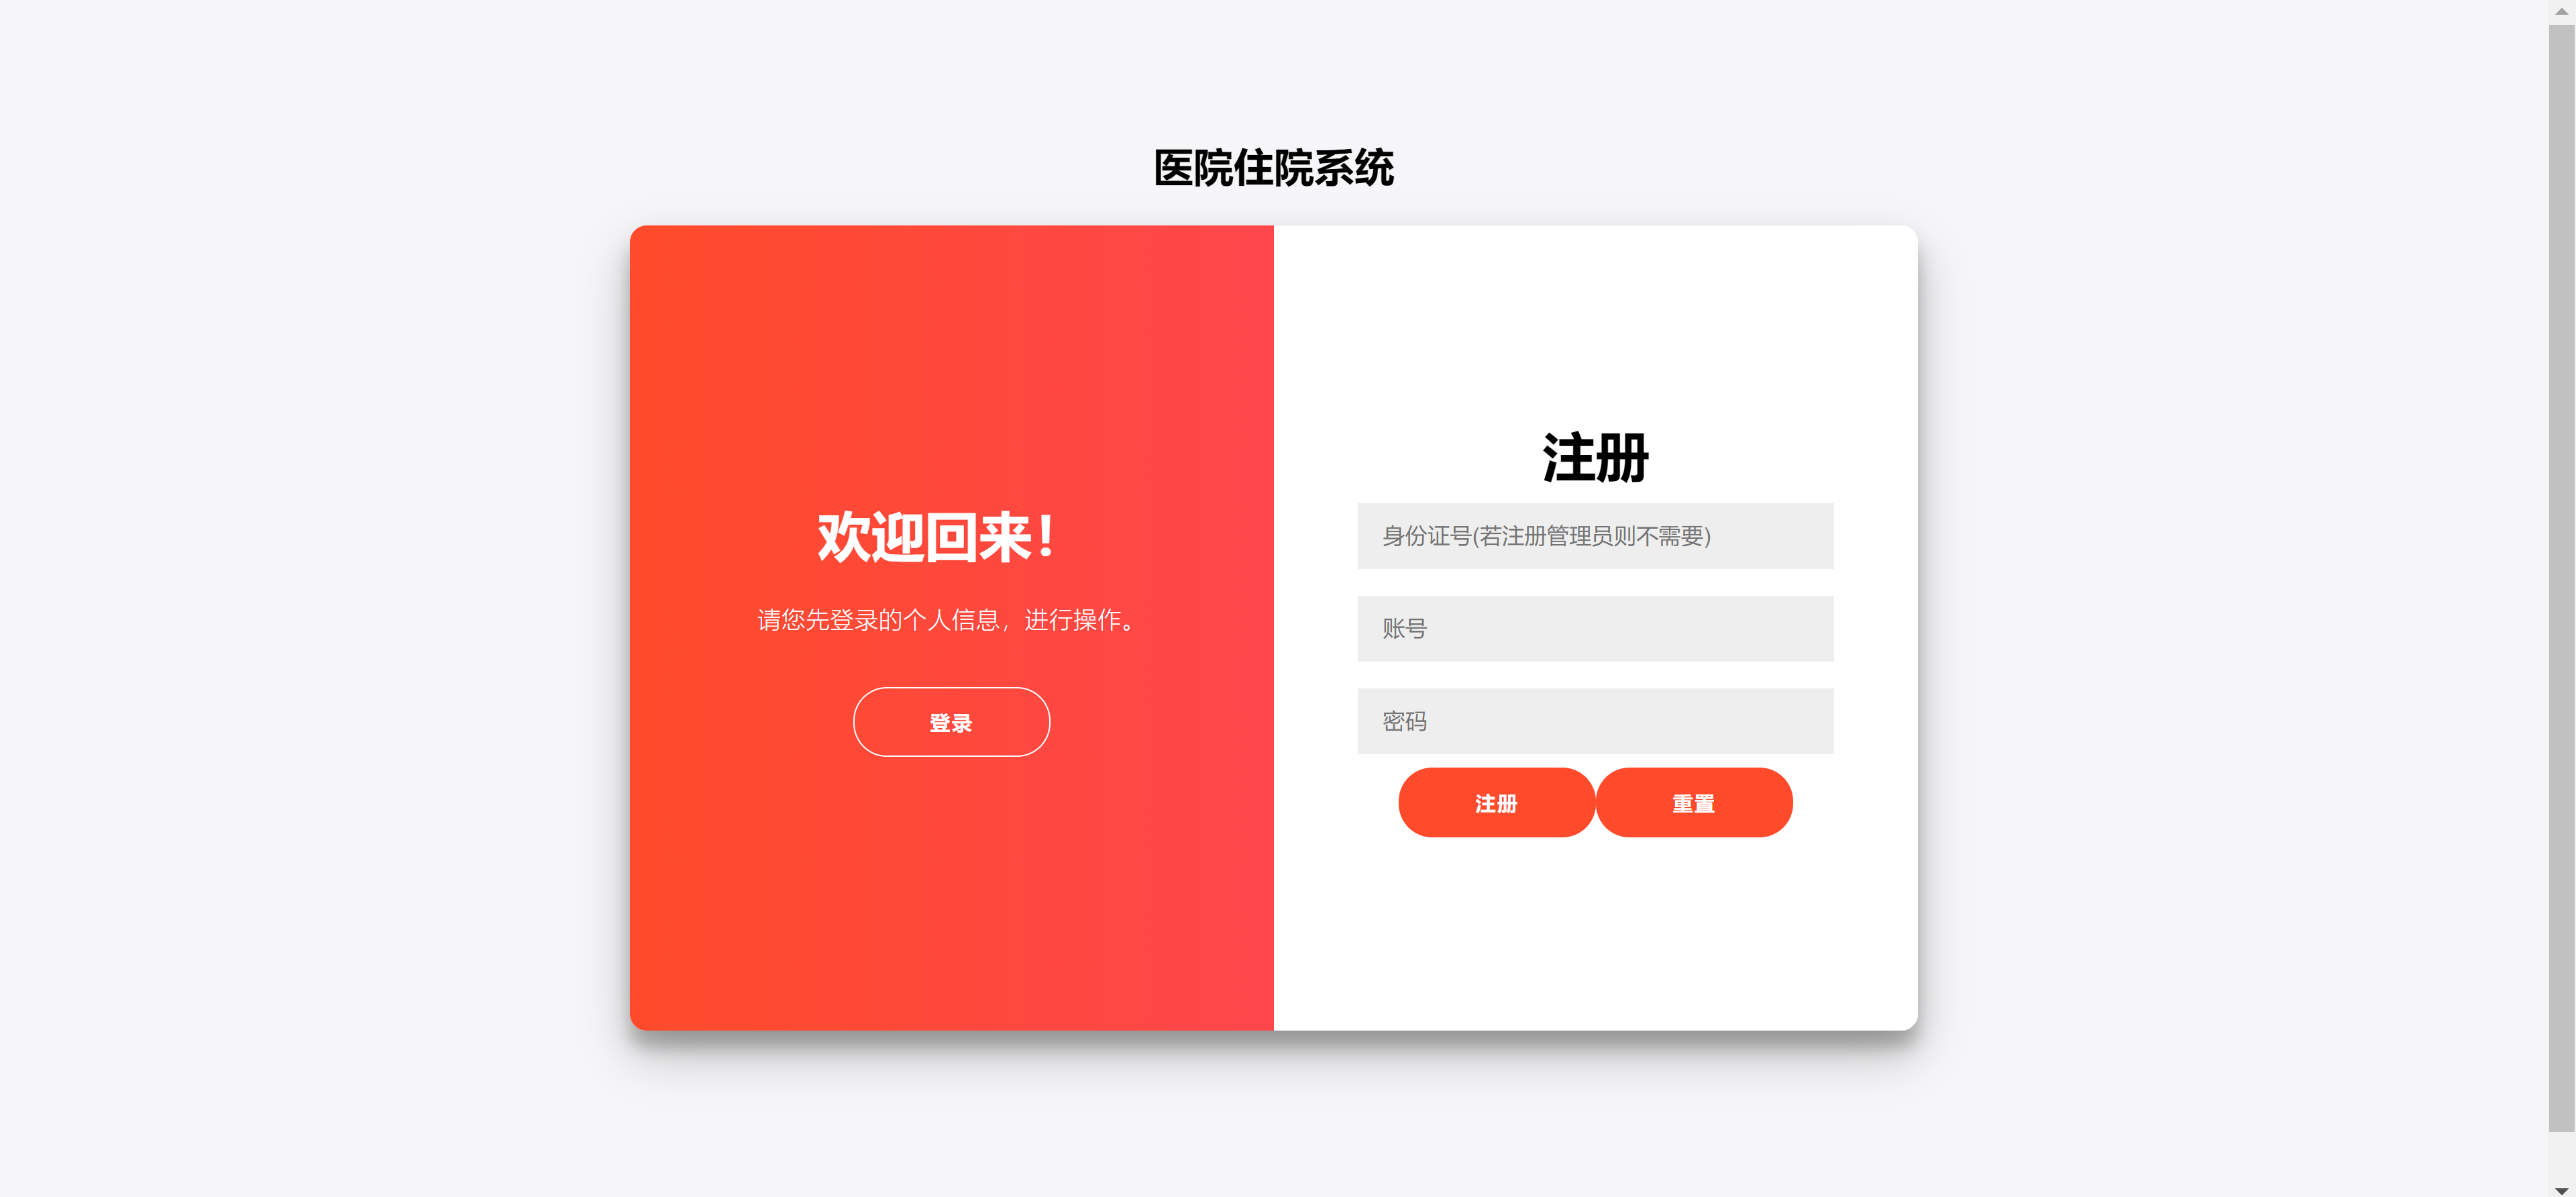 医院住院系统
欢迎回来！
请您先登录的个人信息，进行操作。
登录
注册
身份证号(若注册管理员则不需要)
账号
密码
注册
重置